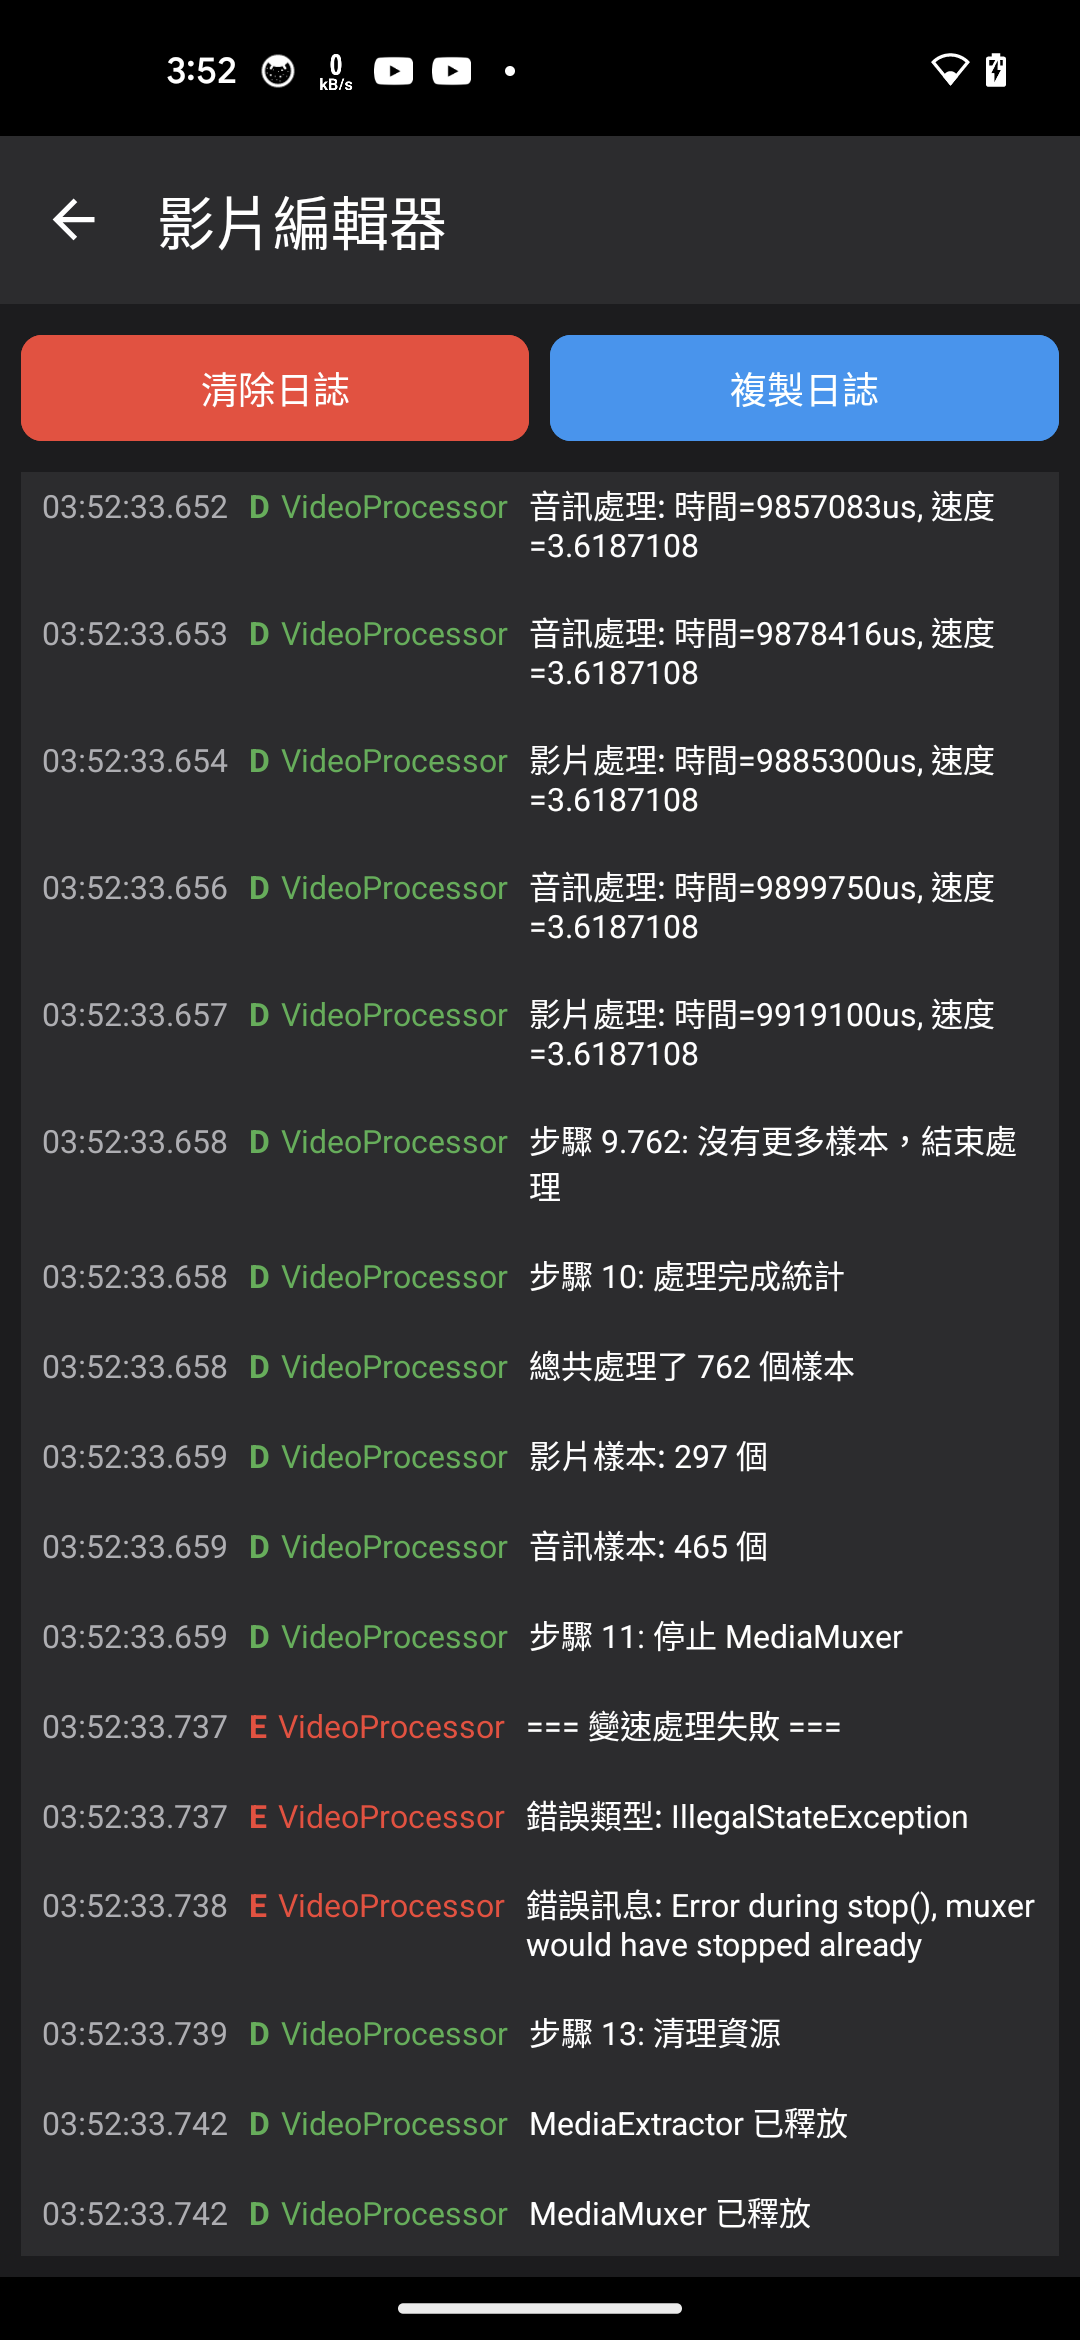 3:52
0
kB/s
影片編輯器
清除日誌
複製日誌
03:52:33.652 D VideoProcessor 音訊處理: 時間=9857083us, 速度
=3.6187108
03:52:33.653 D VideoProcessor 音訊處理: 時間=9878416us, 速度
=3.6187108
03:52:33.654 D VideoProcessor 影片處理: 時間=9885300us, 速度
=3.6187108
03:52:33.656 D VideoProcessor 音訊處理: 時間=9899750us, 速度
=3.6187108
03:52:33.657 D VideoProcessor 影片處理: 時間=9919100us, 速度
=3.6187108
03:52:33.658 D VideoProcessor 步驟 9.762: 沒有更多樣本，結束處
理
03:52:33.658 D VideoProcessor 步驟 10: 處理完成統計
03:52:33.658 D VideoProcessor 總共處理了 762 個樣本
03:52:33.659 D VideoProcessor 影片樣本: 297 個
03:52:33.659 D VideoProcessor 音訊樣本: 465 個
03:52:33.659 D VideoProcessor 步驟 11: 停止 MediaMuxer
03:52:33.737 E VideoProcessor === 變速處理失敗 ===
03:52:33.737 E VideoProcessor 錯誤類型: IllegalStateException
03:52:33.738 E VideoProcessor 錯誤訊息: Error during stop(), muxer
would have stopped already
03:52:33.739 D VideoProcessor 步驟 13: 清理資源
03:52:33.742 D VideoProcessor MediaExtractor 已釋放
03:52:33.742 D VideoProcessor MediaMuxer 已釋放